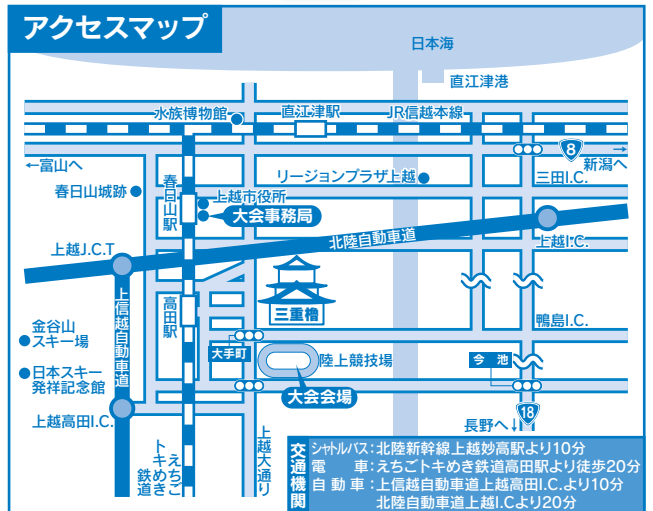 アクセスマップ
日本海
直江津港
水族博物館
直江津駅
JR信越本線
8
←富山へ
→
新潟へ
リージョンプラザ上越
三田I.C.
春日山城跡
春日山駅
上越市役所
大会事務局
北陸自動車道
上越J.C.T
上越I.C.
上信越自動車道
高田駅
三重櫓
鴨島I.C.
金谷山
スキー場
大手町
陸上競技場
今池
日本スキー
発祥記念館
大会会場
上越高田I.C.
18
長野へ↓
えちご
トキめき
鉄道
上越大通り
交通機関
シャトルバス:北陸新幹線上越妙高駅より10分
電 車:えちごトキめき鉄道高田駅より徒歩20分
自動車:上信越自動車道上越高田I.C.より10分
北陸自動車道上越I.Cより20分